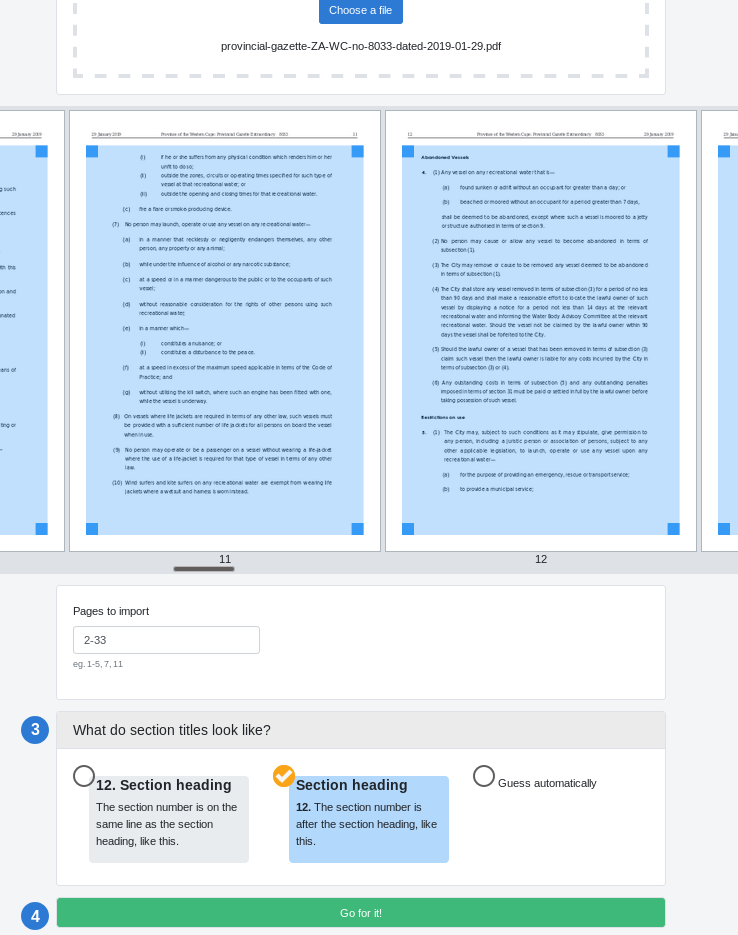 Choose a file
provincial-gazette-ZA-WC-no-8033-dated-2019-01-29.pdf
29 January 2019
29 January 2019 Province of the Western Cape: Provincial Gazette Extraordinary 8033 11
(i) if he or she suffers from any physical condition which renders him or her
unfit to do so;
(ii) outside the zones, circuits or operating times specified for such type of
vessel at that recreational water; or
(iii) outside the opening and closing times for that recreational water.
(c) fire a flare or smoke-producing device.
(7) No person may launch, operate or use any vessel on any recreational water—
(a) in a manner that recklessly or negligently endangers themselves, any other
person, any property or any animal;
(b) while under the influence of alcohol or any narcotic substance;
(c) at a speed or in a manner dangerous to the public or to the occupants of such
vessel;
(d) without reasonable consideration for the rights of other persons using such
recreational water;
(e) in a manner which—
(i) constitutes a nuisance; or
(ii) constitutes a disturbance to the peace.
(f) at a speed in excess of the maximum speed applicable in terms of the Code of
Practice; and
(g) without utilising the kill switch, where such an engine has been fitted with one,
while the vessel is underway.
(8) On vessels where life jackets are required in terms of any other law, such vessels must
be provided with a sufficient number of life jackets for all persons on board the vessel
when in use.
(9) No person may operate or be a passenger on a vessel without wearing a life-jacket
where the use of a life-jacket is required for that type of vessel in terms of any other
law.
(10) Wind surfers and kite surfers on any recreational water are exempt from wearing life
jackets where a wetsuit and harness is worn instead.
11
12 Province of the Western Cape: Provincial Gazette Extraordinary 8033 29 January 2019
Abandoned Vessels
4. (1) Any vessel on any recreational water that is—
(a) found sunken or adrift without an occupant for greater than a day; or
(b) beached or moored without an occupant for a period greater than 7 days,
shall be deemed to be abandoned, except where such a vessel is moored to a jetty
or structure authorised in terms of section 9.
(2) No person may cause or allow any vessel to become abandoned in terms of
subsection (1).
(3) The City may remove or cause to be removed any vessel deemed to be abandoned
in terms of subsection (1).
(4) The City shall store any vessel removed in terms of subsection (3) for a period of no less
than 90 days and shall make a reasonable effort to locate the lawful owner of such
vessel by displaying a notice for a period not less than 14 days at the relevant
recreational water and informing the Water Body Advisory Committee at the relevant
recreational water. Should the vessel not be claimed by the lawful owner within 90
days the vessel shall be forfeited to the City.
(5) Should the lawful owner of a vessel that has been removed in terms of subsection (3)
claim such vessel then the lawful owner is liable for any costs incurred by the City in
terms of subsection (3) or (4).
(6) Any outstanding costs in terms of subsection (5) and any outstanding penalties
imposed in terms of section 31 must be paid or settled in full by the lawful owner before
taking possession of such vessel.
Restrictions on use
5. (1) The City may, subject to such conditions as it may stipulate, give permission to
any person, including a juristic person or association of persons, subject to any
other applicable legislation, to launch, operate or use any vessel upon any
recreational water—
(a) for the purpose of providing an emergency, rescue or transport service;
(b) to provide a municipal service;
12
Pages to import
2-33
eg. 1-5, 7, 11
3 What do section titles look like?
12. Section heading
The section number is on the
same line as the section
heading, like this.
Section heading
12. The section number is
after the section heading, like
this.
Guess automatically
4 Go for it!